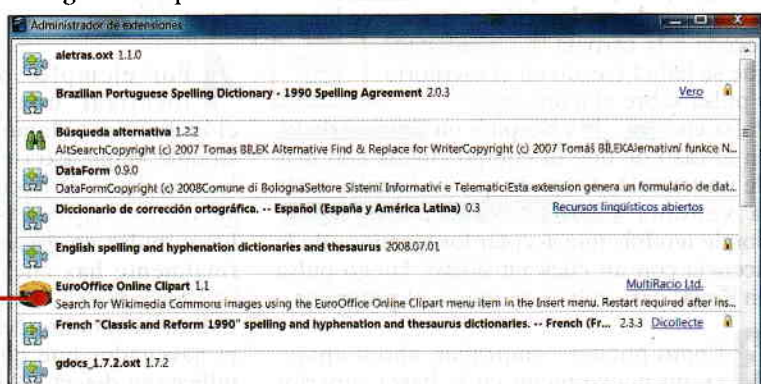 Administrador de extensiones
aletras.oxt 1.1.0
Brazilian Portuguese Spelling Dictionary - 1990 Spelling Agreement 2.0.3 Vero
Búsqueda alternativa 1.2.2
AltSearchCopyright (c) 2007 Tomas BILEK Alternative Find & Replace for WriterCopyright (c) 2007 Tomáš BÍLEKAlernativní funkce N...
DataForm 0.9.0
DataFormCopyright (c) 2008Comune di BolognaSettore Sistemi Informativi e TelematiciEsta extension genera un formulario de dat...
Diccionario de corrección ortográfica. -- Español (España y América Latina) 0.3 Recursos lingüísticos abiertos
English spelling and hyphenation dictionaries and thesaurus 2008.07.01
EuroOffice Online Clipart 1.1 MultiRacio Ltd.
Search for Wikimedia Commons images using the EuroOffice Online Clipart menu item in the Insert menu. Restart required after ins...
French "Classic and Reform 1990" spelling and hyphenation and thesaurus dictionaries. -- French (Fr... 2.3.3 Dicollecte
gdocs_1.7.2.oxt 1.7.2